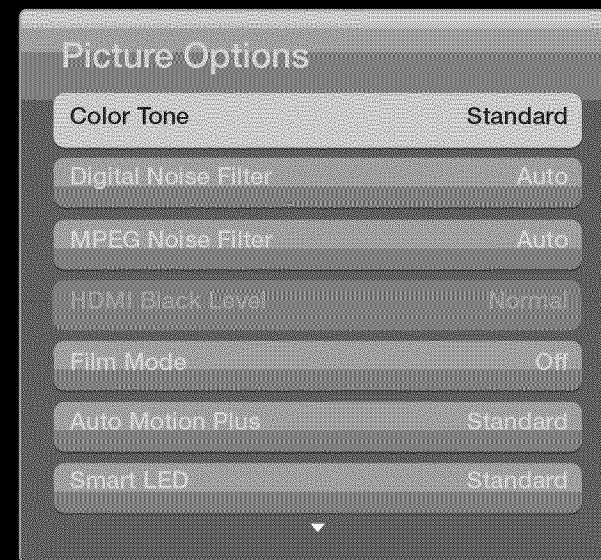 Picture Options
Color Tone Standard
Digital Noise Filter Auto
MPEG Noise Filter Auto
HDMI Black Level Normal
Film Mode Off
Auto Motion Plus Standard
Smart LED Standard